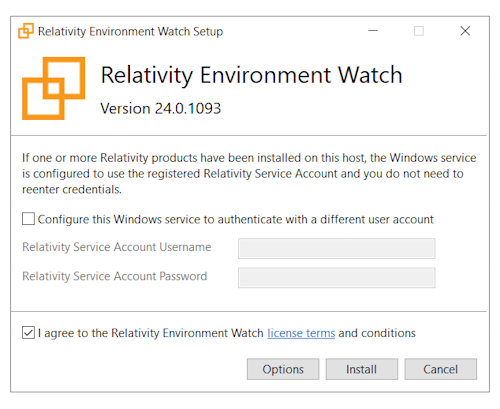 Relativity Environment Watch Setup
Relativity Environment Watch
Version 24.0.1093
If one or more Relativity products have been installed on this host, the Windows service
is configured to use the registered Relativity Service Account and you do not need to
reenter credentials.
Configure this Windows service to authenticate with a different user account
Relativity Service Account Username
Relativity Service Account Password
I agree to the Relativity Environment Watch license terms and conditions
Options Install Cancel